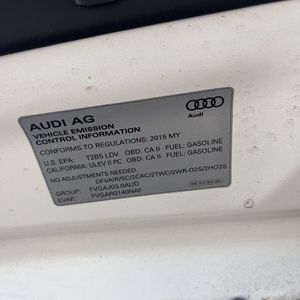 AUDI AG
VEHICLE EMISSION
CONTROL INFORMATION
Audi
CONFORMS TO REGULATIONS: 2015 MY
U.S. EPA: T2B5 LDV OBD: CA II FUEL: GASOLINE
CALIFORNIA: ULEV II PC OBD: CA II FUEL: GASOLINE
NO ADJUSTMENTS NEEDED.
DFI/AIR/SC/2CAC/2TWC/2WR-O2S/2HO2S
GROUP: FVGAJ03.0AUD
EVAP: FVGAR0140NAF